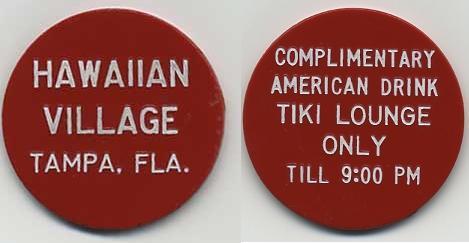 HAWAIIAN
VILLAGE
TAMPA, FLA.
COMPLIMENTARY
AMERICAN DRINK
TIKI LOUNGE
ONLY
TILL 9:00 PM